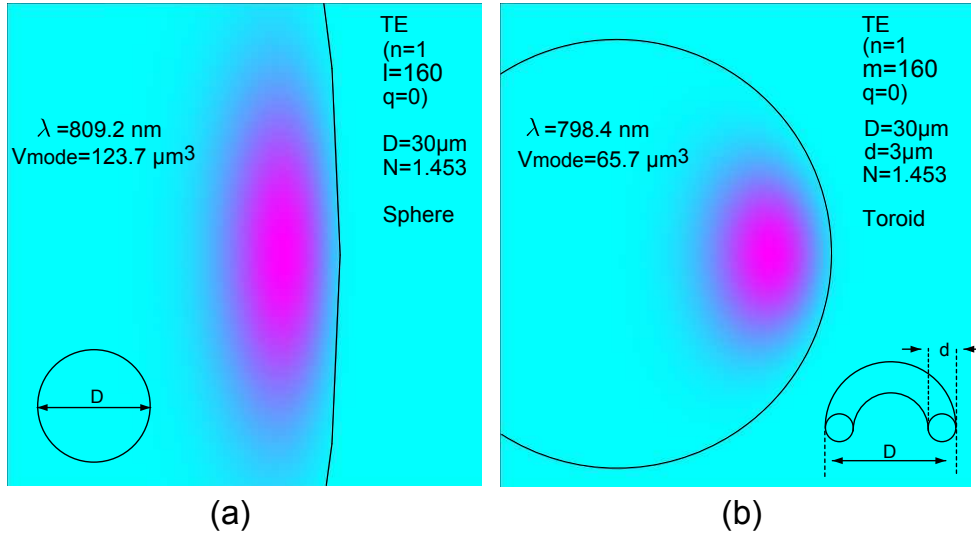 TE
(n=1
l=160
q=0)
λ =809.2 nm
Vmode=123.7 µm3
D=30µm
N=1.453
Sphere
D
(a)
TE
(n=1
m=160
q=0)
λ =798.4 nm
Vmode=65.7 µm3
D=30µm
d=3µm
N=1.453
Toroid
d
D
(b)